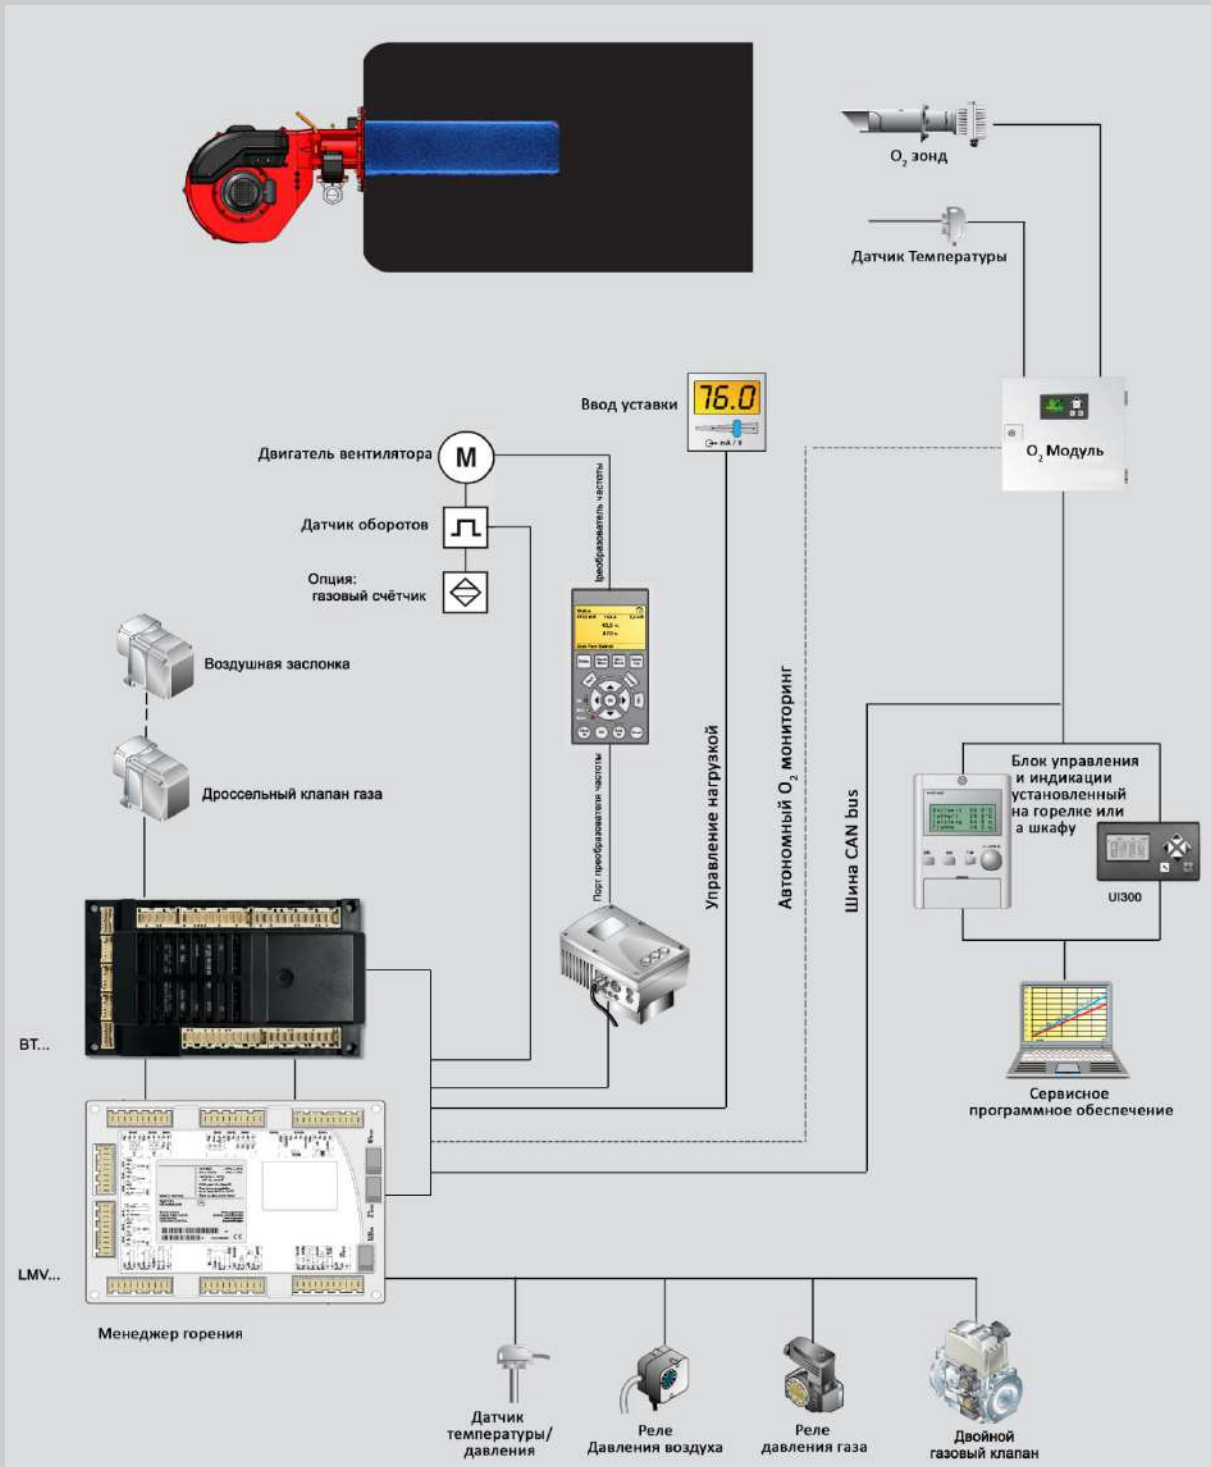 O₂ зонд
Датчик Температуры
76.0
mA / V
Ввод уставки
O₂ Модуль
Двигатель вентилятора
M
Датчик оборотов
Опция:
газовый счётчик
реобразователь частоты
Status
Воздушная заслонка
Дроссельный клапан газа
Порт преобразователя частоты
Управление нагрузкой
Автономный O₂ мониторинг
Шина CAN bus
Блок управления
и индикации
установленный
на горелке или
а шкафу
UI300
Сервисное
программное обеспечение
BT...
LMV...
Менеджер горения
Датчик
температуры/
давления
Реле
Давления воздуха
Реле
давления газа
Двойной
газовый клапан